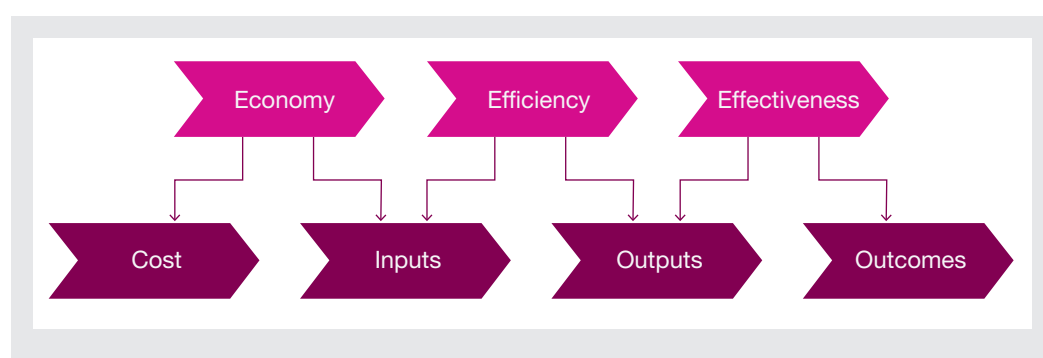 Economy
Efficiency
Effectiveness
Cost
Inputs
Outputs
Outcomes